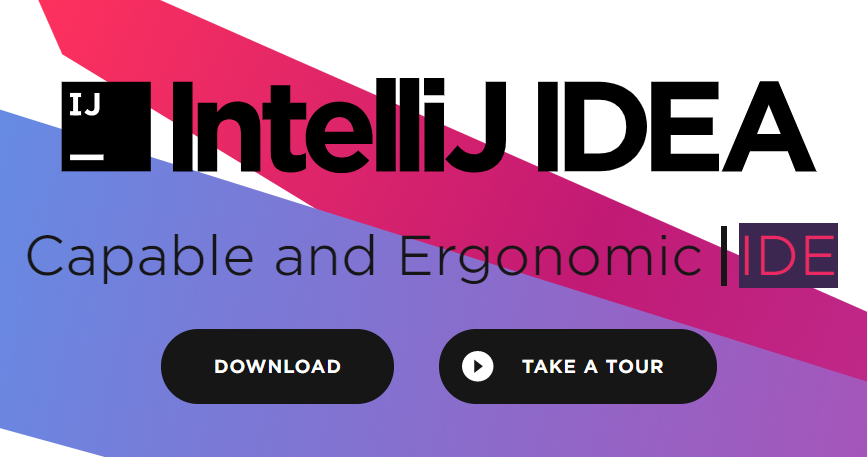 IJ
IntelliJ IDEA
Capable and Ergonomic IDE
DOWNLOAD
TAKE A TOUR